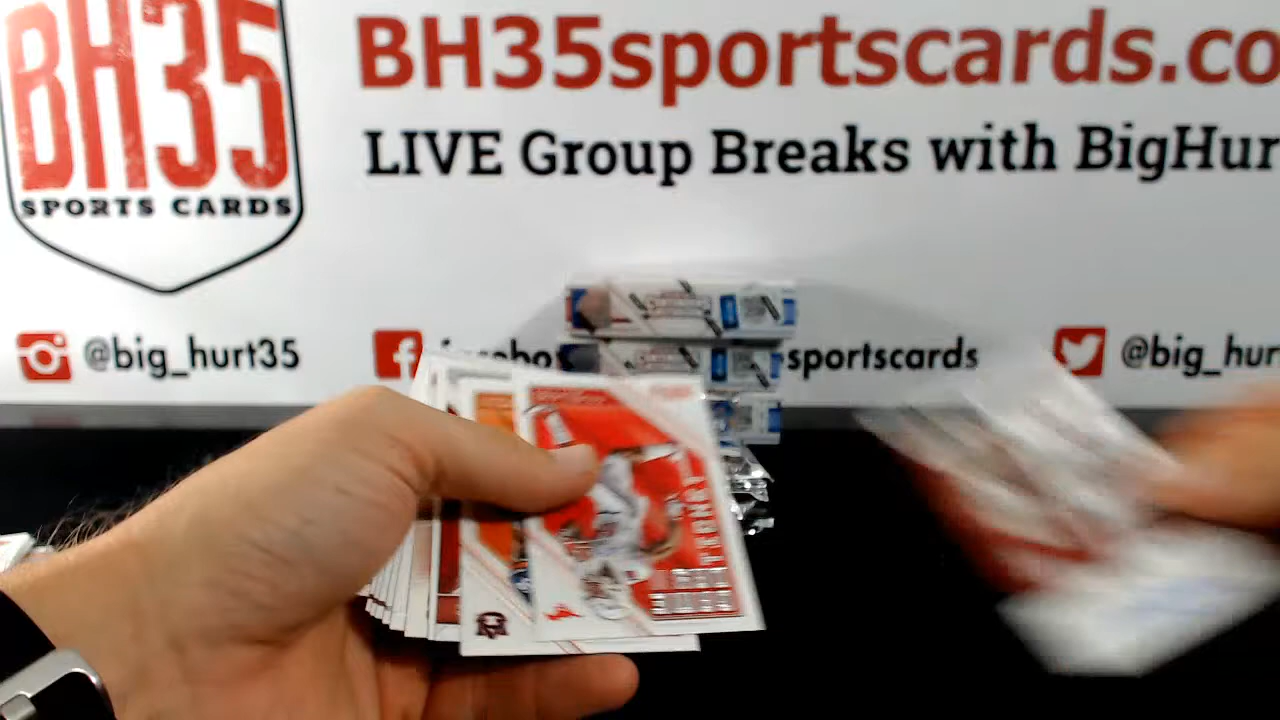 BH35
SPORTS CARDS
BH35sportscards.co
LIVE Group Breaks with BigHur
@big_hurt35
sportscards
@big_hur